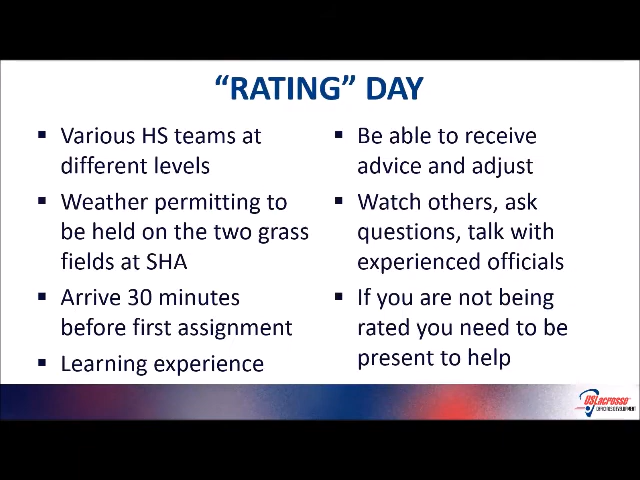 “RATING” DAY
▪ Various HS teams at
different levels
▪ Weather permitting to
be held on the two grass
fields at SHA
▪ Arrive 30 minutes
before first assignment
▪ Learning experience
▪ Be able to receive
advice and adjust
▪ Watch others, ask
questions, talk with
experienced officials
▪ If you are not being
rated you need to be
present to help
USLacrosse
OFFICIALS DEVELOPMENT